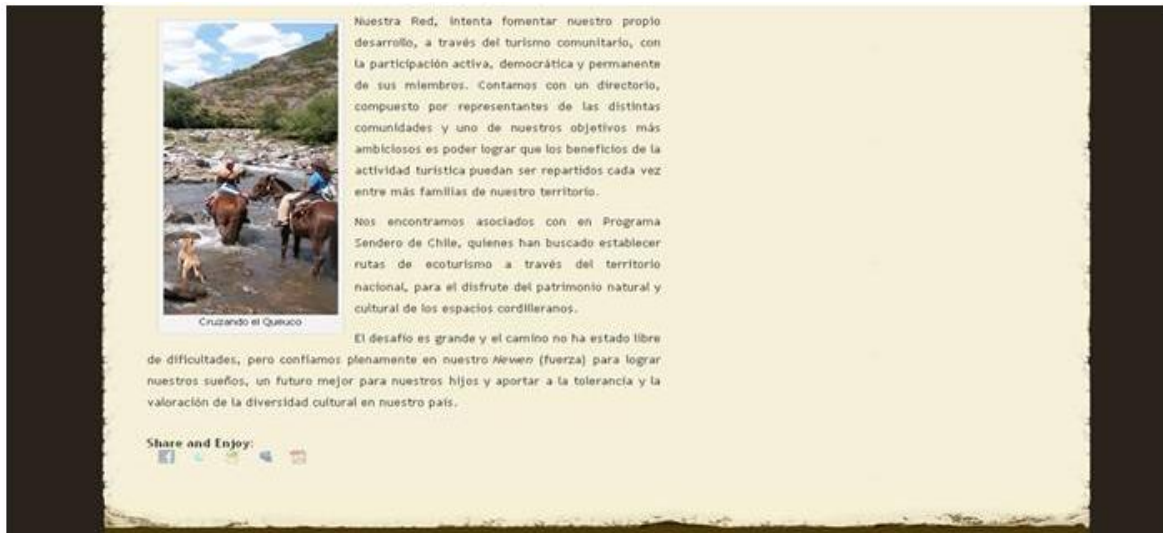 Nuestra Red, intenta fomentar nuestro propio
desarrollo, a través del turismo comunitario, con
la participación activa, democrática y permanente
de sus miembros. Contamos con un directorio,
compuesto por representantes de las distintas
comunidades y uno de nuestros objetivos más
ambiciosos es poder lograr que los beneficios de la
actividad turística puedan ser repartidos cada vez
entre más familias de nuestro territorio.
Nos encontramos asociados con en Programa
Sendero de Chile, quienes han buscado establecer
rutas de ecoturismo a través del territorio
nacional, para el disfrute del patrimonio natural y
cultural de los espacios cordilleranos.
Cruzando el Queuco
El desafío es grande y el camino no ha estado libre
de dificultades, pero confiamos plenamente en nuestro Newen (fuerza) para lograr
nuestros sueños, un futuro mejor para nuestros hijos y aportar a la tolerancia y la
valoración de la diversidad cultural en nuestro país.
Share and Enjoy: